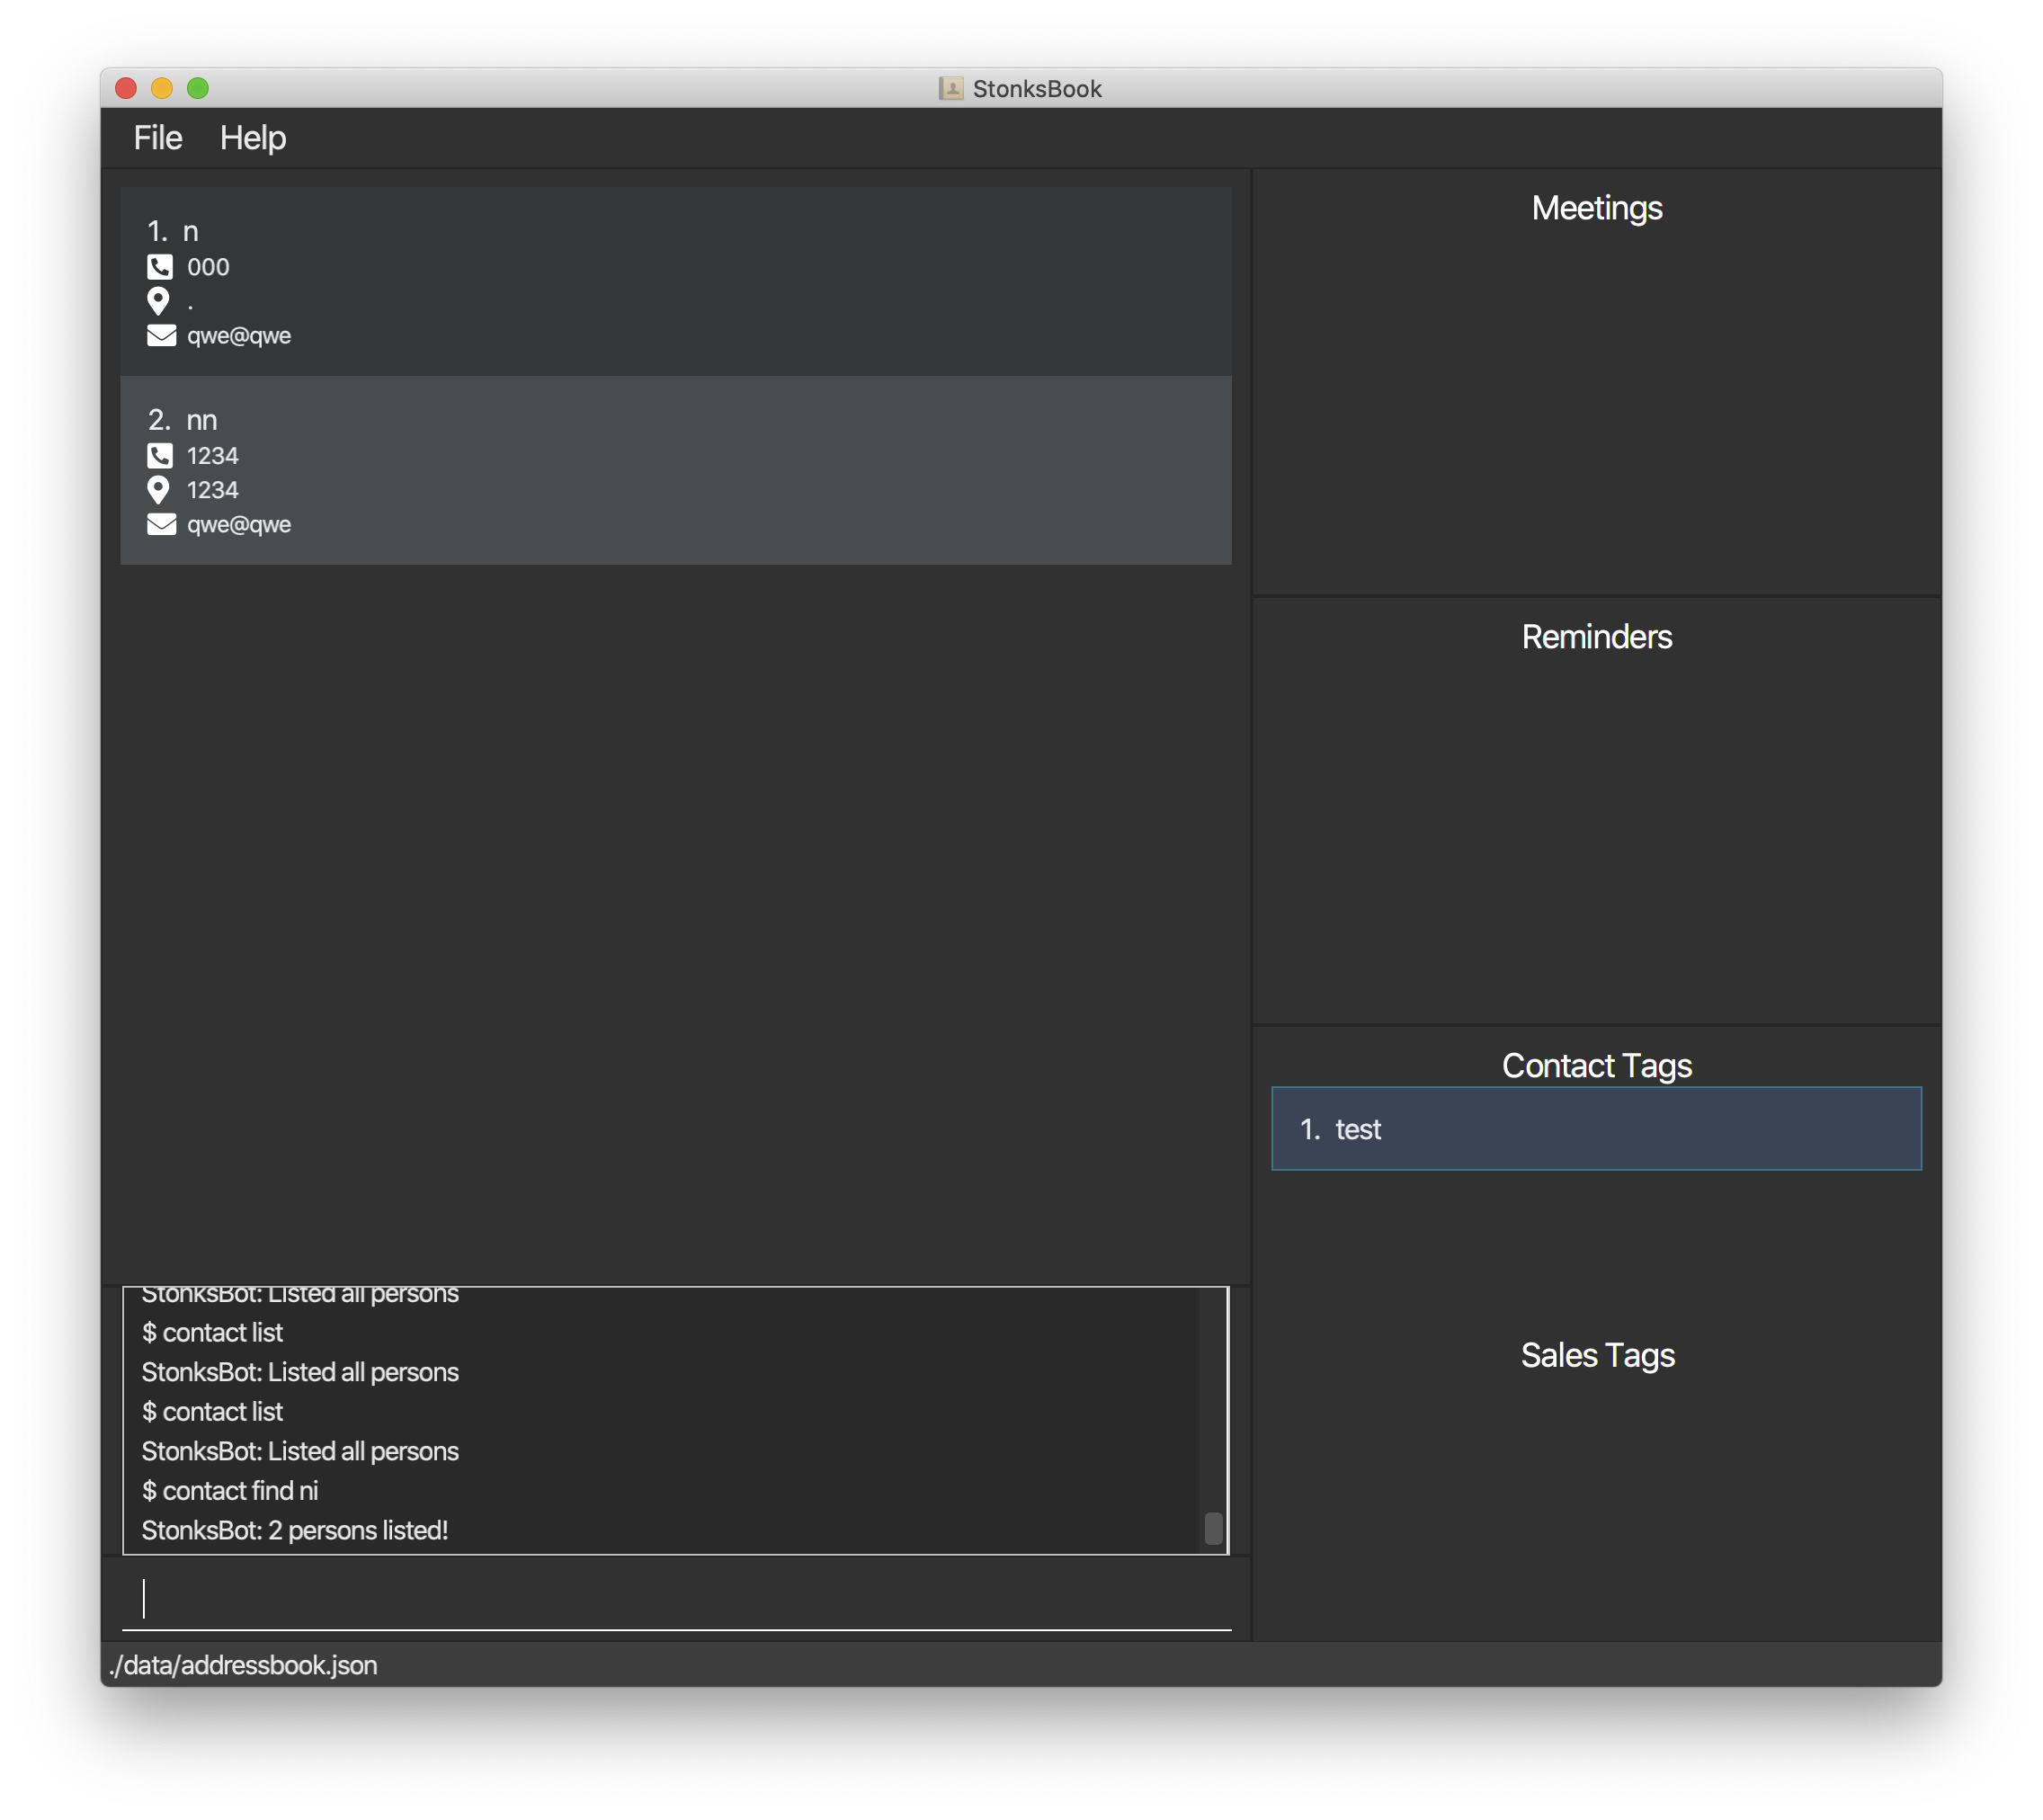 StonksBook
File Help
1. n
000
.
qwe@qwe
2. nn
1234
1234
qwe@qwe
StonksBot: Listed all persons
$ contact list
StonksBot: Listed all persons
$ contact list
StonksBot: Listed all persons
$ contact find ni
StonksBot: 2 persons listed!
./data/addressbook.json
Meetings
Reminders
Contact Tags
1. test
Sales Tags